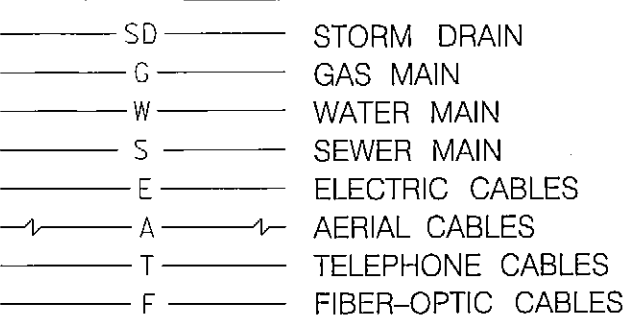 SD STORM DRAIN
G GAS MAIN
W WATER MAIN
S SEWER MAIN
E ELECTRIC CABLES
A AERIAL CABLES
T TELEPHONE CABLES
F FIBER-OPTIC CABLES